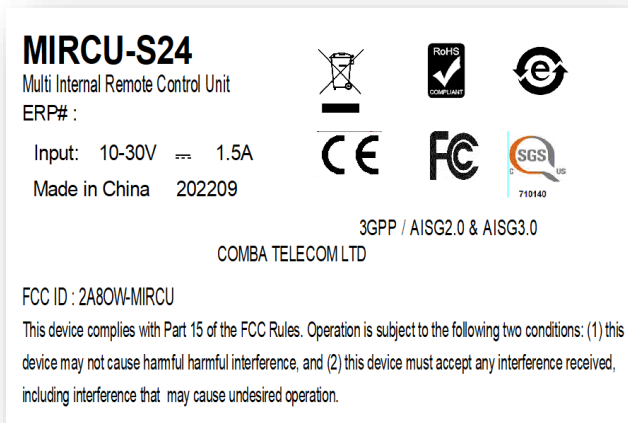 MIRCU-S24
Multi Internal Remote Control Unit
ERP# :
Input: 10-30V ⎓ 1.5A
Made in China 202209
RoHS
COMPLIANT
e
CE
FC
SGS
C US
710140
3GPP / AISG2.0 & AISG3.0
COMBA TELECOM LTD
FCC ID : 2A8OW-MIRCU
This device complies with Part 15 of the FCC Rules. Operation is subject to the following two conditions: (1) this
device may not cause harmful harmful interference, and (2) this device must accept any interference received,
including interference that may cause undesired operation.